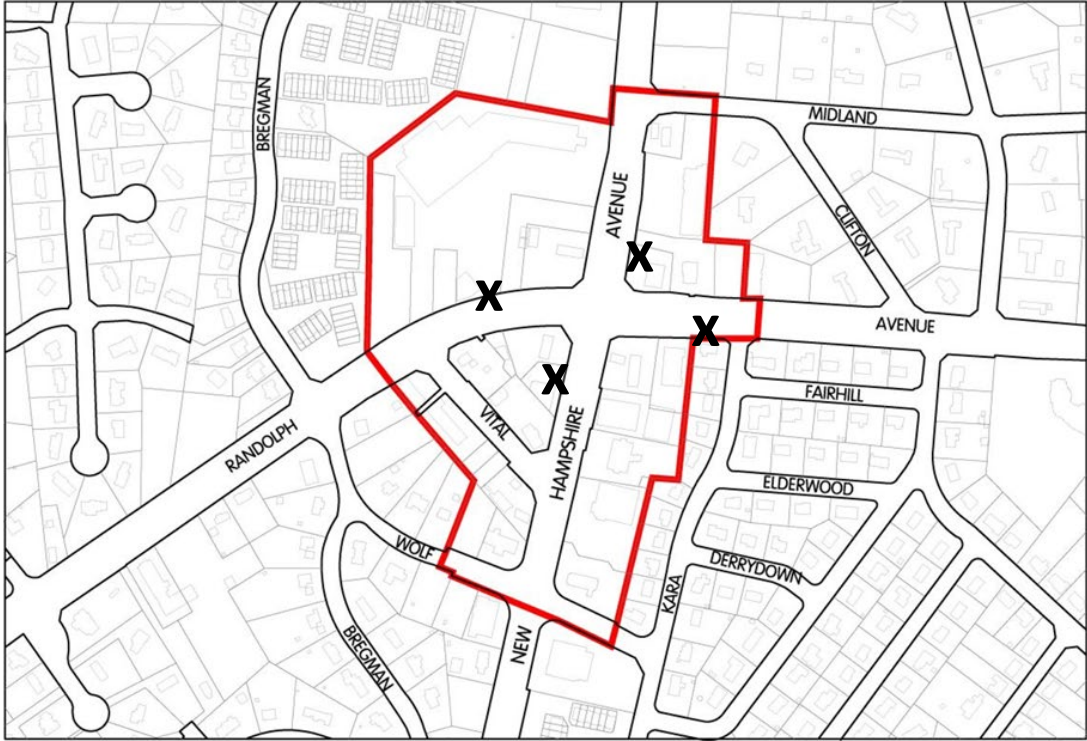 BREGMAN
MIDLAND
AVENUE
CLIFTON
X
X
AVENUE
X
X
FAIRHILL
VITAL
HAMPSHIRE
RANDOLPH
ELDERWOOD
WOLF
DERRYDOWN
KARA
BREGMAN
NEW